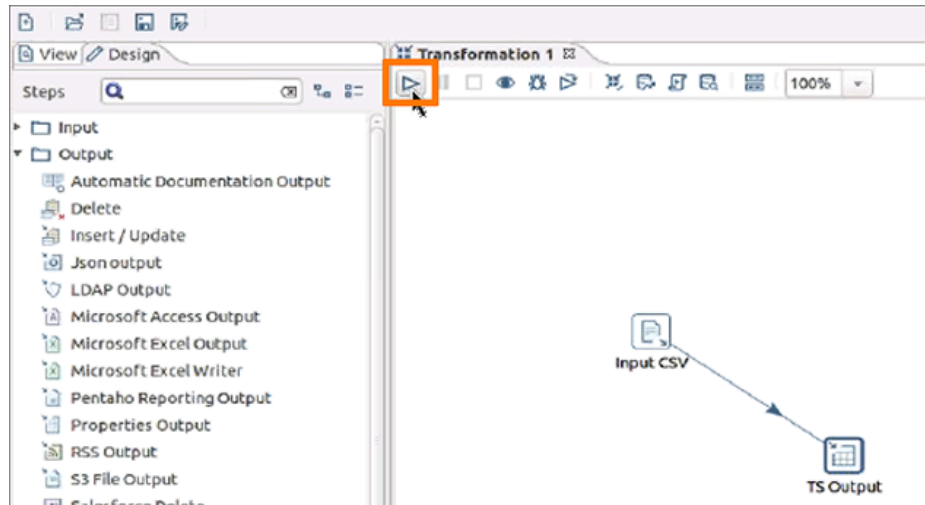 View
Design
Transformation 1
Steps
100%
Input
Output
Automatic Documentation Output
Delete
Insert / Update
Json output
LDAP Output
Microsoft Access Output
Microsoft Excel Output
Microsoft Excel Writer
Pentaho Reporting Output
Properties Output
RSS Output
S3 File Output
Salesforce Delete
Input CSV
TS Output